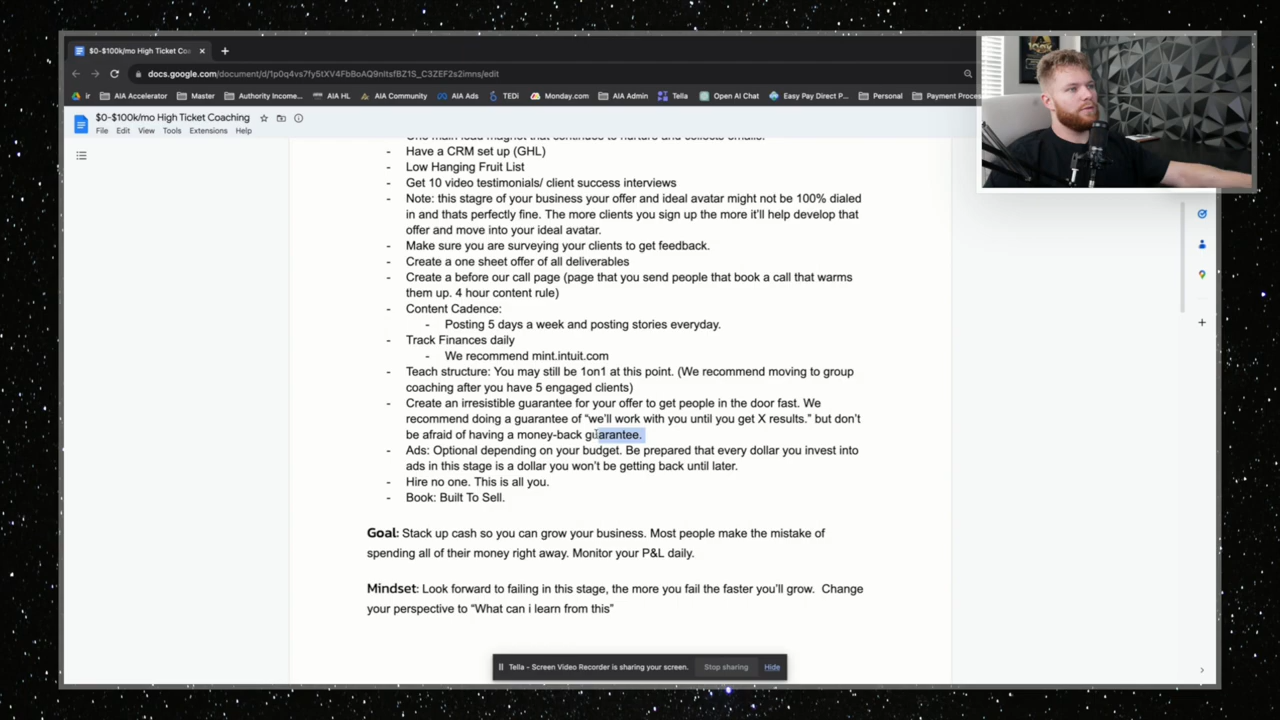 $0-$100k/mo High Ticket Coa
docs.google.com/document/d/1p0q4vs7fy5tXV4FbBoAQ9nItsfBZ1S_C3ZEF2s2imns/edit
ir
AIA Accelerator
Master
Authority Income...
AIA HL
AIA Community
AIA Ads
TEDI
Monday.com
AIA Admin
Tella
Open AI Chat
Easy Pay Direct P...
Personal
Payment Proces
$0-$100k/mo High Ticket Coaching
File Edit View Tools Extensions Help
One main lead magnet that continues to nurture and collects emails.
- Have a CRM set up (GHL)
- Low Hanging Fruit List
- Get 10 video testimonials/ client success interviews
- Note: this stagre of your business your offer and ideal avatar might not be 100% dialed
in and thats perfectly fine. The more clients you sign up the more it'll help develop that
offer and move into your ideal avatar.
- Make sure you are surveying your clients to get feedback.
- Create a one sheet offer of all deliverables
- Create a before our call page (page that you send people that book a call that warms
them up. 4 hour content rule)
- Content Cadence:
- Posting 5 days a week and posting stories everyday.
- Track Finances daily
- We recommend mint.intuit.com
- Teach structure: You may still be 1on1 at this point. (We recommend moving to group
coaching after you have 5 engaged clients)
- Create an irresistible guarantee for your offer to get people in the door fast. We
recommend doing a guarantee of “we’ll work with you until you get X results.” but don’t
be afraid of having a money-back guarantee.
- Ads: Optional depending on your budget. Be prepared that every dollar you invest into
ads in this stage is a dollar you won’t be getting back until later.
- Hire no one. This is all you.
- Book: Built To Sell.
Goal: Stack up cash so you can grow your business. Most people make the mistake of
spending all of their money right away. Monitor your P&L daily.
Mindset: Look forward to failing in this stage, the more you fail the faster you’ll grow. Change
your perspective to “What can i learn from this”
Tella - Screen Video Recorder is sharing your screen.
Stop sharing
Hide